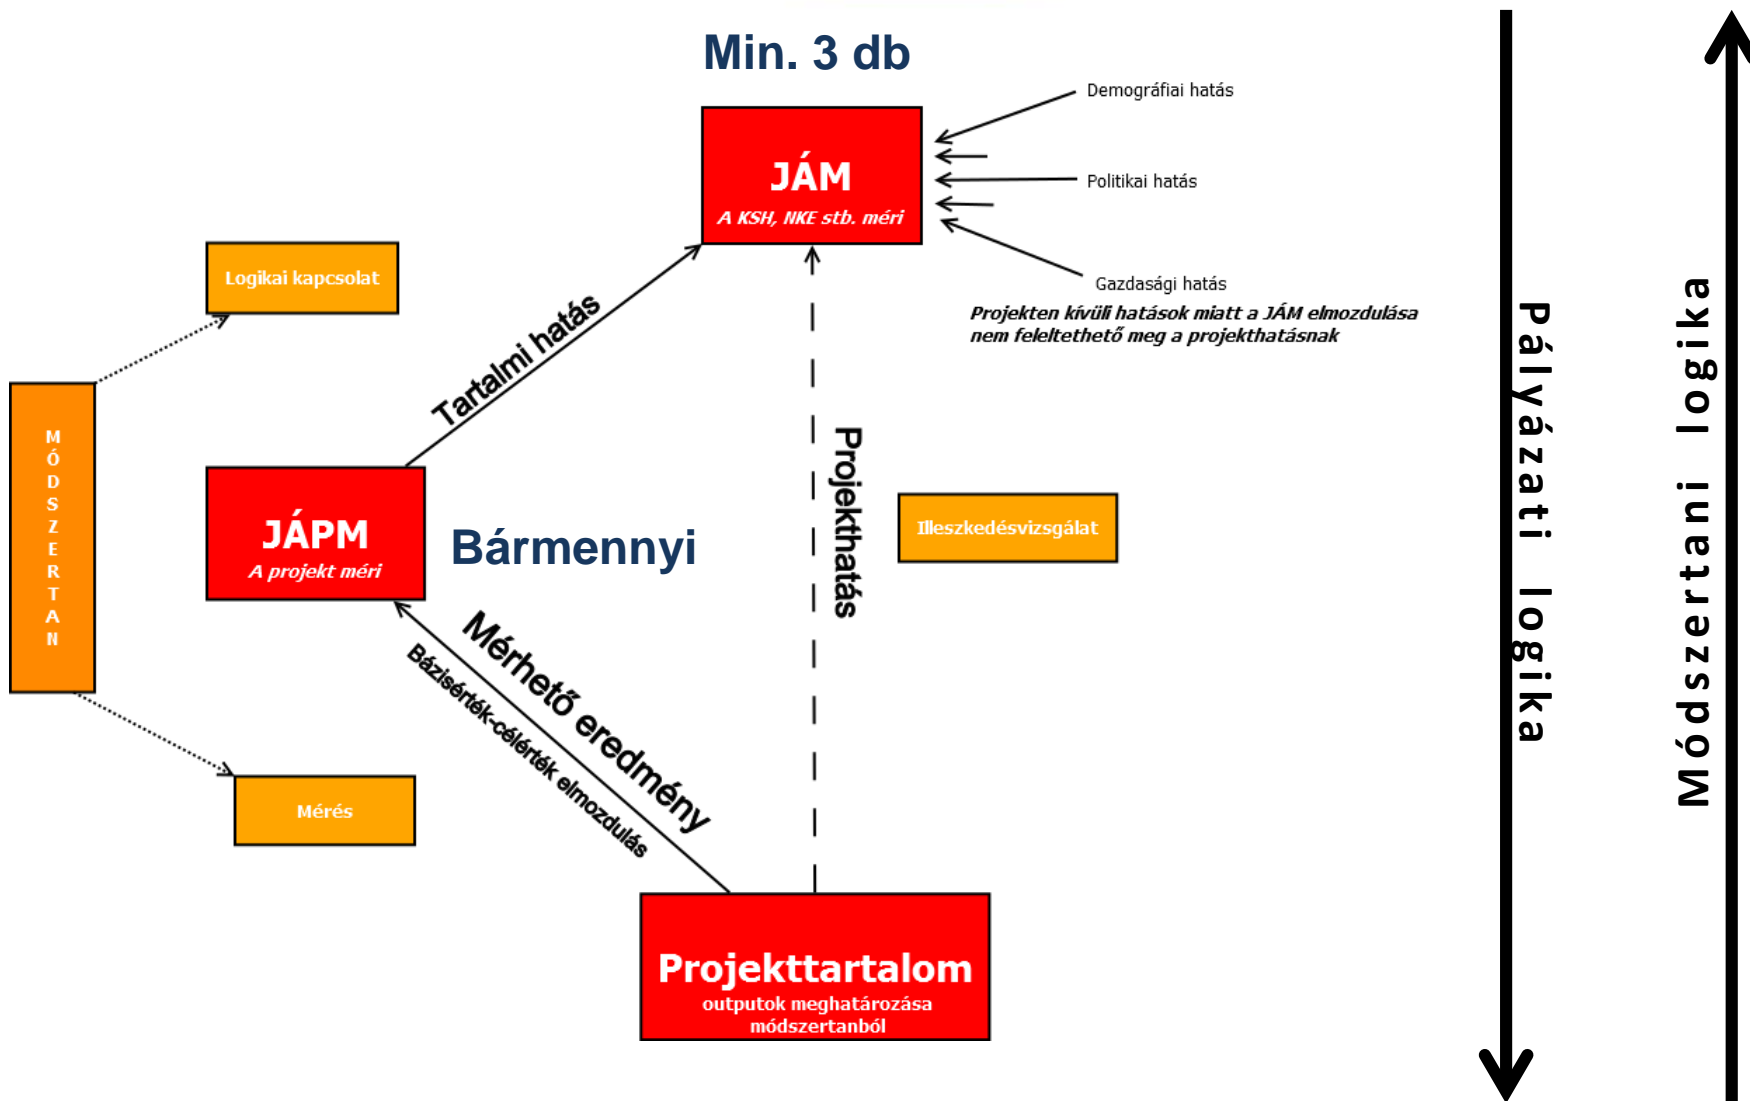 Min. 3 db
JÁM
A KSH, NKE stb. méri
Demográfiai hatás
Politikai hatás
Gazdasági hatás
Projekten kívüli hatások miatt a JÁM elmozdulása
nem feleltethető meg a projekthatásnak
Logikai kapcsolat
Tartalmi hatás
MÓDSZERTAN
JÁPM
A projekt méri
Bármennyi
Projekthatás
Illeszkedésvizsgálat
Mérhető eredmény
Bázisérték-célérték elmozdulás
Mérés
Projekttartalom
outputok meghatározása
módszertanból
Pályázati logika
Módszertani logika